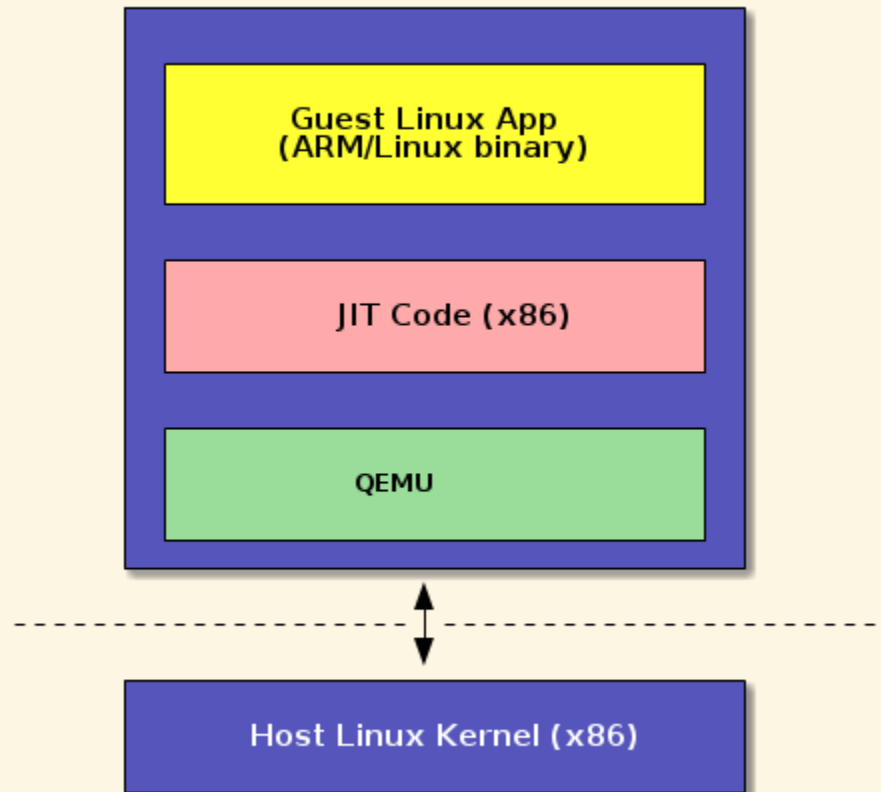 Guest Linux App
(ARM/Linux binary)
JIT Code (x86)
QEMU
Host Linux Kernel (x86)